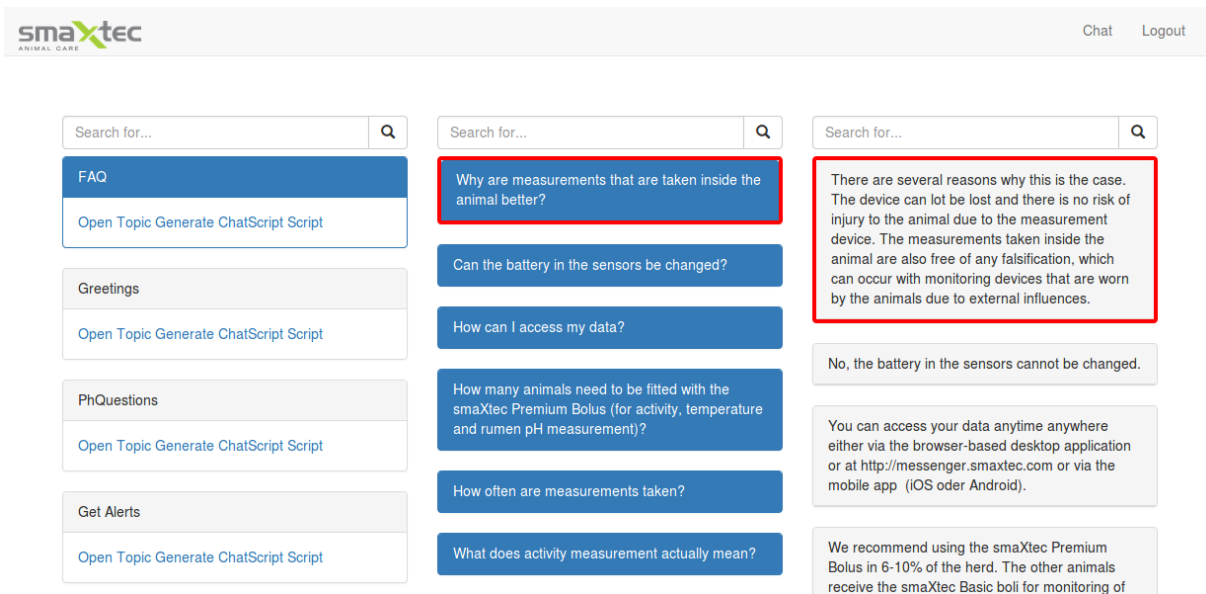 smaXtec
ANIMAL CARE
Chat Logout
Search for...
FAQ
Open Topic Generate ChatScript Script
Greetings
Open Topic Generate ChatScript Script
PhQuestions
Open Topic Generate ChatScript Script
Get Alerts
Open Topic Generate ChatScript Script
Search for...
Why are measurements that are taken inside the
animal better?
Can the battery in the sensors be changed?
How can I access my data?
How many animals need to be fitted with the
smaXtec Premium Bolus (for activity, temperature
and rumen pH measurement)?
How often are measurements taken?
What does activity measurement actually mean?
Search for...
There are several reasons why this is the case.
The device can lot be lost and there is no risk of
injury to the animal due to the measurement
device. The measurements taken inside the
animal are also free of any falsification, which
can occur with monitoring devices that are worn
by the animals due to external influences.
No, the battery in the sensors cannot be changed.
You can access your data anytime anywhere
either via the browser-based desktop application
or at http://messenger.smaxtec.com or via the
mobile app (iOS oder Android).
We recommend using the smaXtec Premium
Bolus in 6-10% of the herd. The other animals
receive the smaXtec Basic boli for monitoring of